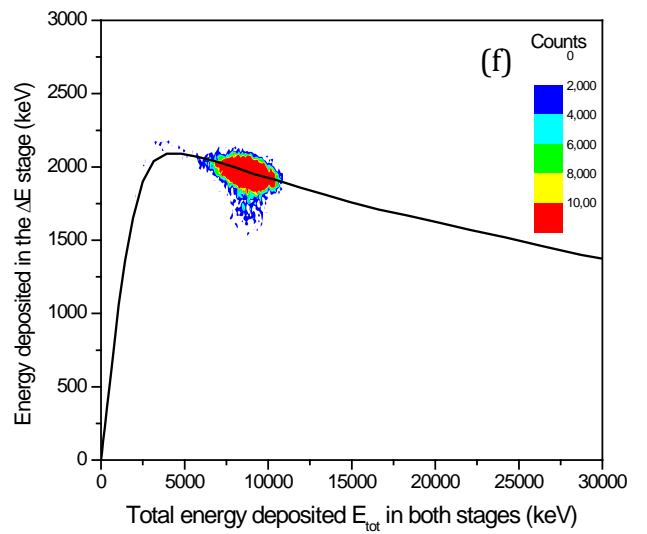 3000
2500
2000
1500
1000
500
0
Energy deposited in the ΔE stage (keV)
(f)
Counts
0
2,000
4,000
6,000
8,000
10,00
0 5000 10000 15000 20000 25000 30000
Total energy deposited E_tot in both stages (keV)